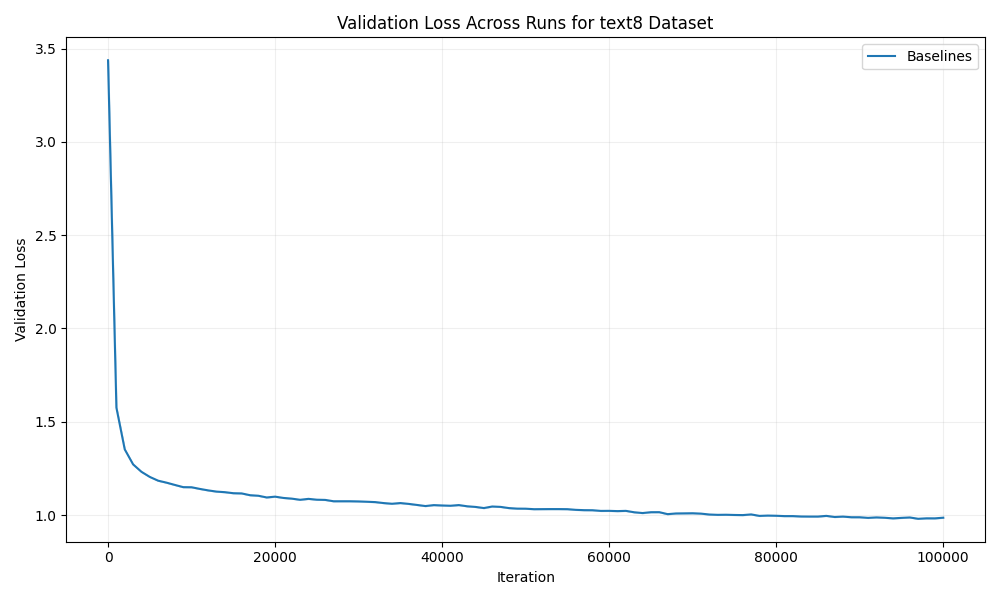 Validation Loss Across Runs for text8 Dataset
Baselines
Validation Loss
3.5
3.0
2.5
2.0
1.5
1.0
0 20000 40000 60000 80000 100000
Iteration